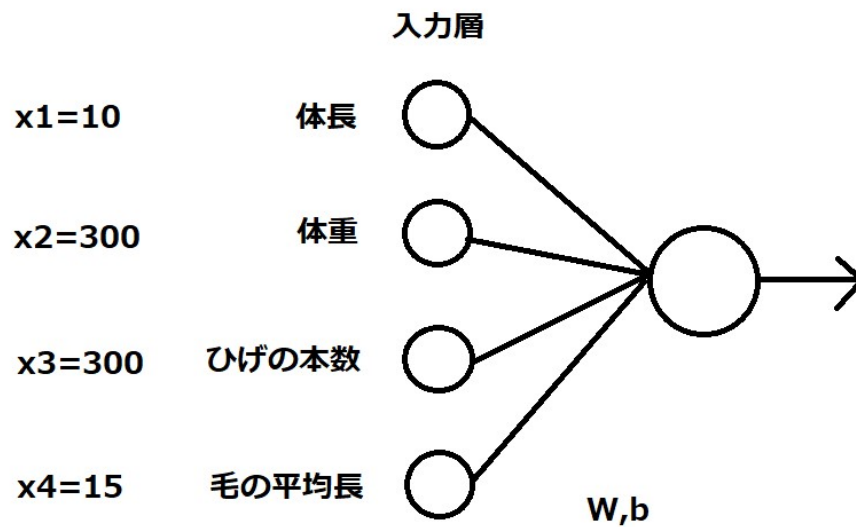 入力層
x1=10 体長
x2=300 体重
x3=300 ひげの本数
x4=15 毛の平均長
W,b